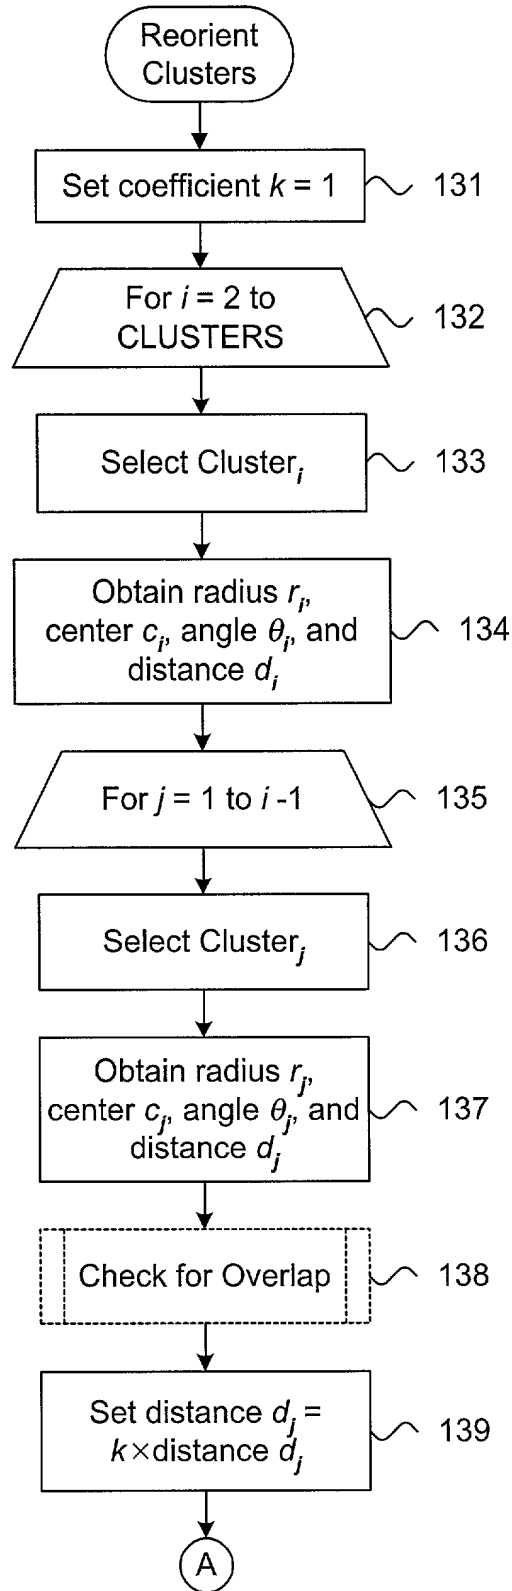 Reorient
Clusters
Set coefficient k = 1
131
For i = 2 to
CLUSTERS
132
Select Clusterᵢ
133
Obtain radius rᵢ,
center cᵢ, angle θᵢ, and
distance dᵢ
134
For j = 1 to i -1
135
Select Clusterⱼ
136
Obtain radius rⱼ,
center cⱼ, angle θⱼ, and
distance dⱼ
137
Check for Overlap
138
Set distance dⱼ =
k×distance dⱼ
139
A